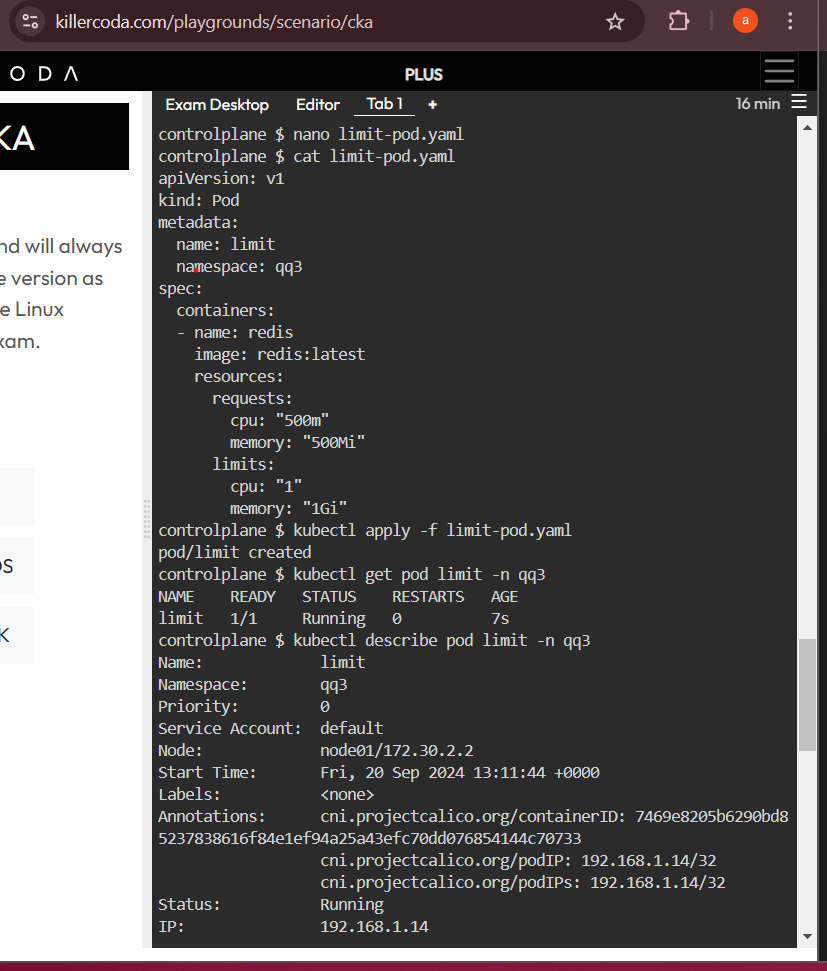 killercoda.com/playgrounds/scenario/cka
a
O D Λ
PLUS
KA
nd will always
e version as
e Linux
xam.
OS
K
Exam Desktop Editor Tab 1 +
16 min
controlplane $ nano limit-pod.yaml
controlplane $ cat limit-pod.yaml
apiVersion: v1
kind: Pod
metadata:
  name: limit
  namespace: qq3
spec:
  containers:
  - name: redis
    image: redis:latest
    resources:
      requests:
        cpu: "500m"
        memory: "500Mi"
      limits:
        cpu: "1"
        memory: "1Gi"
controlplane $ kubectl apply -f limit-pod.yaml
pod/limit created
controlplane $ kubectl get pod limit -n qq3
NAME    READY   STATUS    RESTARTS   AGE
limit   1/1     Running   0          7s
controlplane $ kubectl describe pod limit -n qq3
Name:             limit
Namespace:        qq3
Priority:         0
Service Account:  default
Node:             node01/172.30.2.2
Start Time:       Fri, 20 Sep 2024 13:11:44 +0000
Labels:           <none>
Annotations:      cni.projectcalico.org/containerID: 7469e8205b6290bd8
5237838616f84e1ef94a25a43efc70dd076854144c70733
                  cni.projectcalico.org/podIP: 192.168.1.14/32
                  cni.projectcalico.org/podIPs: 192.168.1.14/32
Status:           Running
IP:               192.168.1.14